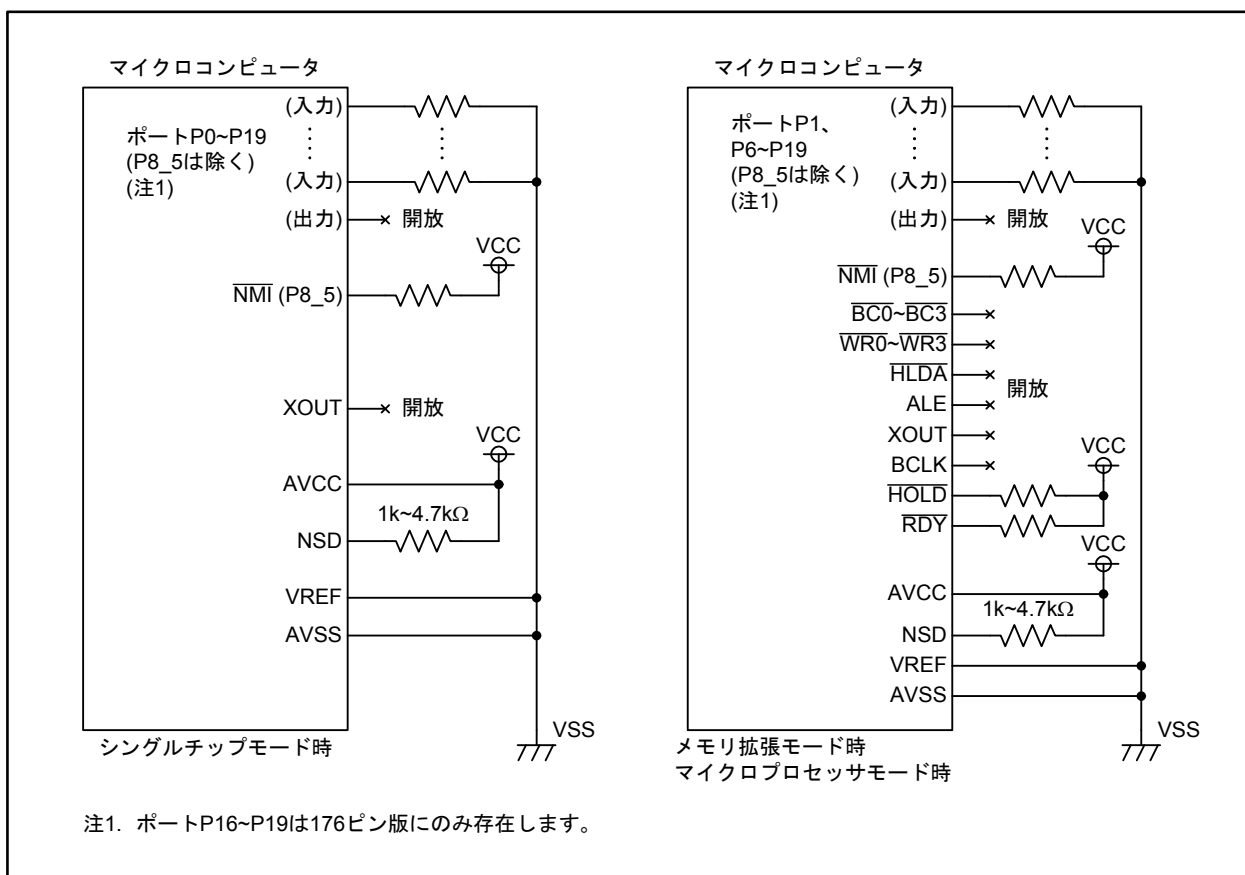 マイクロコンピュータ
ポートP0~P19
(P8_5は除く)
(注1)
(入力)
(入力)
(出力)
開放
VCC
NMI (P8_5)
XOUT
開放
VCC
AVCC
1k~4.7kΩ
NSD
VREF
AVSS
VSS
シングルチップモード時
マイクロコンピュータ
ポートP1、
P6~P19
(P8_5は除く)
(注1)
(入力)
(入力)
(出力)
開放
VCC
NMI (P8_5)
BC0~BC3
WR0~WR3
HLDA
開放
ALE
XOUT
BCLK
VCC
HOLD
RDY
VCC
AVCC
1k~4.7kΩ
NSD
VREF
AVSS
VSS
メモリ拡張モード時
マイクロプロセッサモード時
注1. ポートP16~P19は176ピン版にのみ存在します。